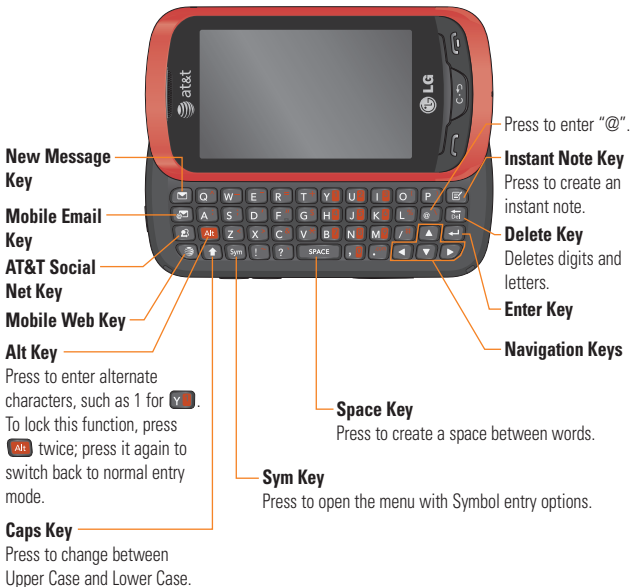 at&t
LG
Press to enter "@".
New Message
Key
Instant Note Key
Press to create an
instant note.
Mobile Email
Key
Delete Key
Deletes digits and
letters.
AT&T Social
Net Key
Enter Key
Mobile Web Key
Navigation Keys
Q W E R T Y U I O P
A S D F G H J K L @
Alt Z X C V B N M /
Sym ! ? SPACE , .
Alt Key
Press to enter alternate
characters, such as 1 for Y .
To lock this function, press
Alt twice; press it again to
switch back to normal entry
mode.
Space Key
Press to create a space between words.
Sym Key
Press to open the menu with Symbol entry options.
Caps Key
Press to change between
Upper Case and Lower Case.